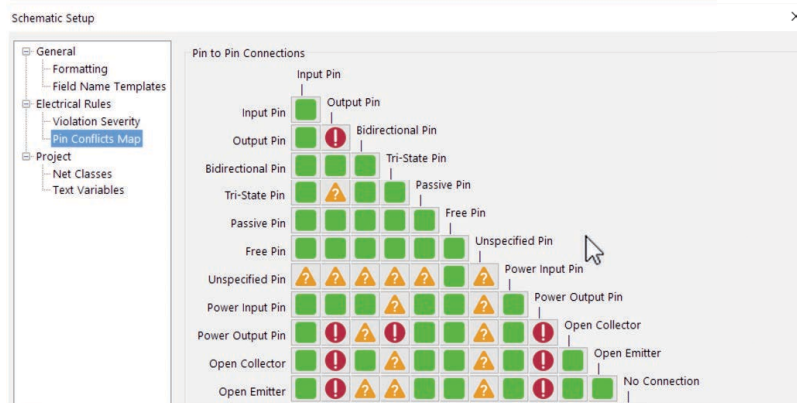 Schematic Setup
General
Formatting
Field Name Templates
Electrical Rules
Violation Severity
Pin Conflicts Map
Project
Net Classes
Text Variables
Pin to Pin Connections
Input Pin
Input Pin
Output Pin
Output Pin
Bidirectional Pin
Bidirectional Pin
Tri-State Pin
Tri-State Pin
Passive Pin
Passive Pin
Free Pin
Free Pin
Unspecified Pin
Unspecified Pin
Power Input Pin
Power Input Pin
Power Output Pin
Power Output Pin
Open Collector
Open Collector
Open Emitter
Open Emitter
No Connection